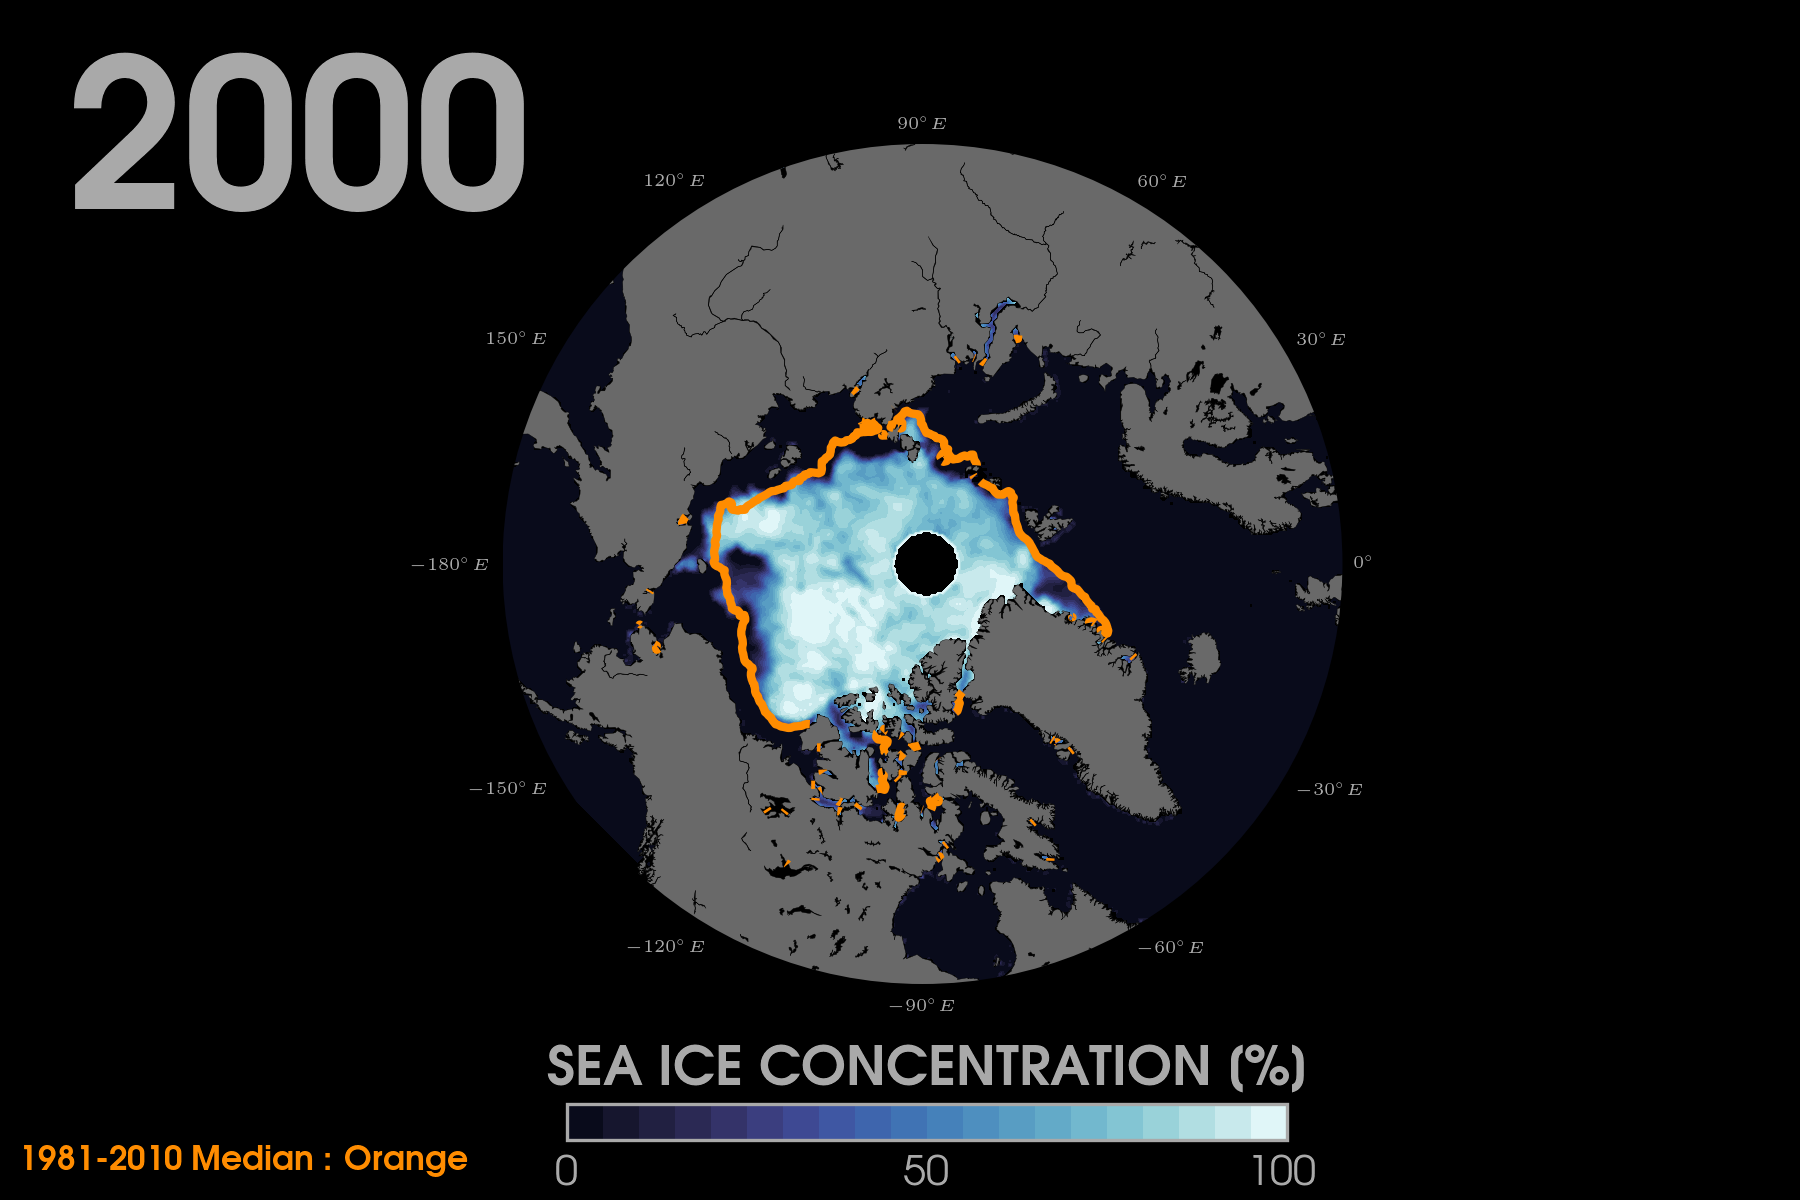 2000
90° E
120° E
60° E
150° E
30° E
−180° E
0°
−150° E
−30° E
−120° E
−60° E
−90° E
SEA ICE CONCENTRATION (%)
0 50 100
1981-2010 Median : Orange